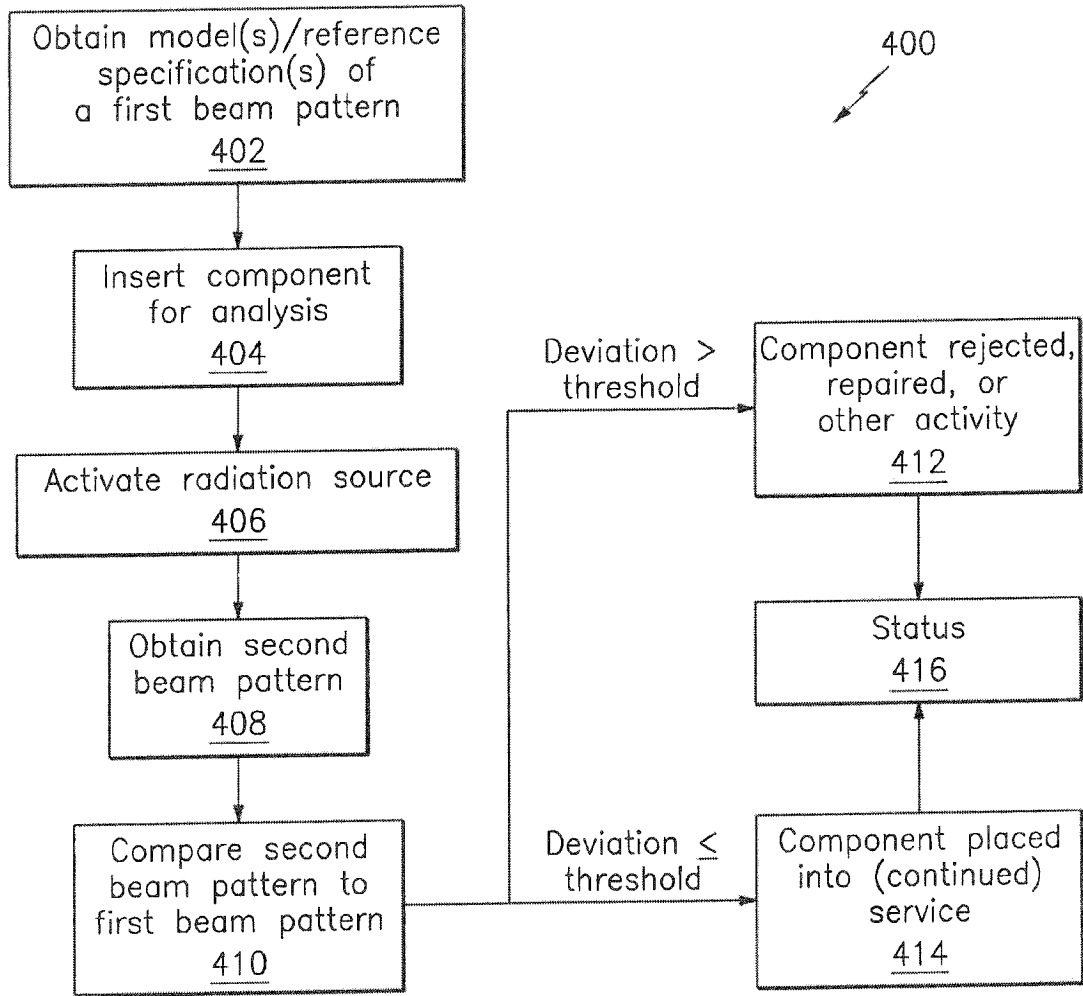 Obtain model(s)/reference
specification(s) of
a first beam pattern
402
400
Insert component
for analysis
404
Activate radiation source
406
Obtain second
beam pattern
408
Compare second
beam pattern to
first beam pattern
410
Deviation >
threshold
Component rejected,
repaired, or
other activity
412
Status
416
Deviation ≤
threshold
Component placed
into (continued)
service
414